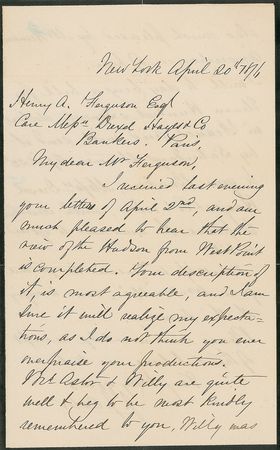 New York April 20th 1876
Henry A. Ferguson Esq
Care Messrs Drexel Hayes & Co
Bankers. Paris,
My dear Mr Ferguson,
I received last evening
your letter of April 2nd, and am
much pleased to hear that the
view of the Hudson from West Point
is completed. Your description of
it, is most agreeable, and I am
sure it will realize my expecta-
tions, as I do not think you ever
overpraise your productions.
Mrs Astor & Willy are quite
well & beg to be most kindly
remembered to you, Willy was